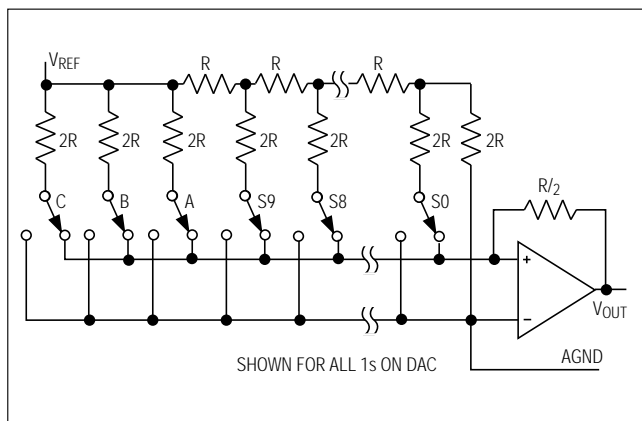 VREF
R R R
2R 2R 2R 2R 2R 2R 2R
C B A S9 S8 S0
R/2
+
−
VOUT
SHOWN FOR ALL 1s ON DAC
AGND